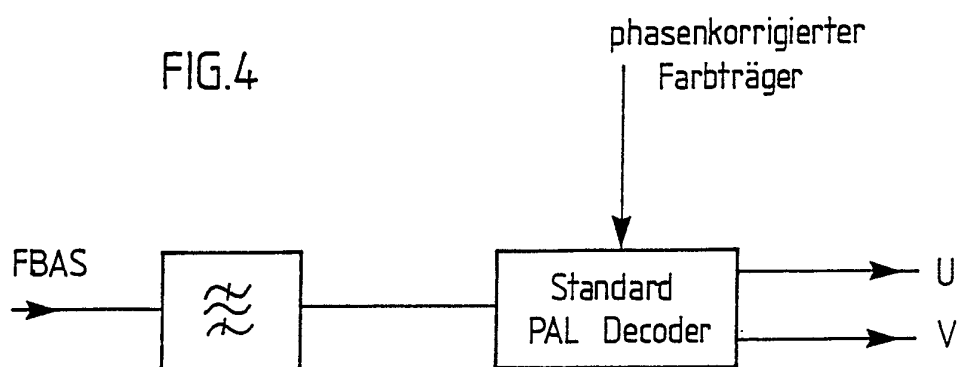 FIG.4
phasenkorrigierter
Farbträger
FBAS
Standard
PAL Decoder
U
V